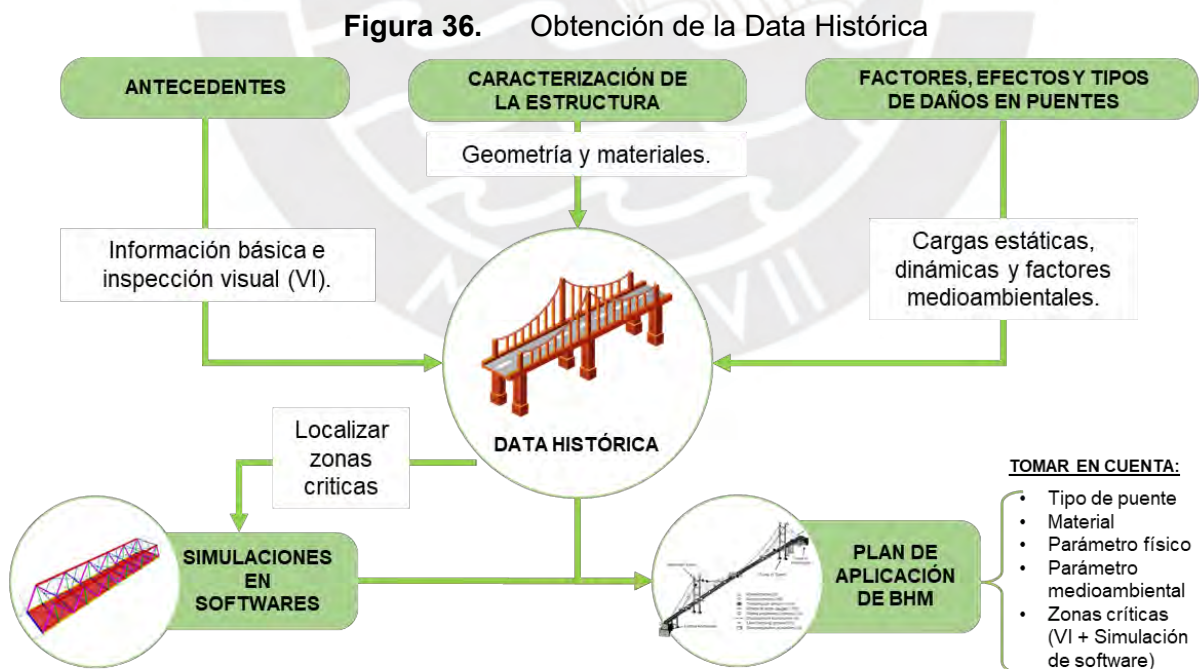 Figura 36. Obtención de la Data Histórica
ANTECEDENTES
CARACTERIZACIÓN DE
LA ESTRUCTURA
FACTORES, EFECTOS Y TIPOS
DE DAÑOS EN PUENTES
Geometría y materiales.
Información básica e
inspección visual (VI).
Cargas estáticas,
dinámicas y factores
medioambientales.
DATA HISTÓRICA
Localizar
zonas
criticas
SIMULACIONES
EN
SOFTWARES
PLAN DE
APLICACIÓN
DE BHM
TOMAR EN CUENTA:
• Tipo de puente
• Material
• Parámetro físico
• Parámetro
medioambiental
• Zonas críticas
(VI + Simulación
de software)